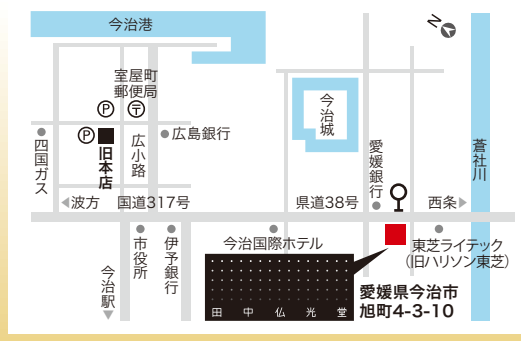 今治港
N
室屋町
郵便局
P
〒
P
旧本店
広小路
広島銀行
四国ガス
今治城
愛媛銀行
蒼社川
波方
国道317号
県道38号
西条
市役所
伊予銀行
今治国際ホテル
東芝ライテック
(旧ハリソン東芝)
今治駅
田中仏光堂
愛媛県今治市
旭町4-3-10